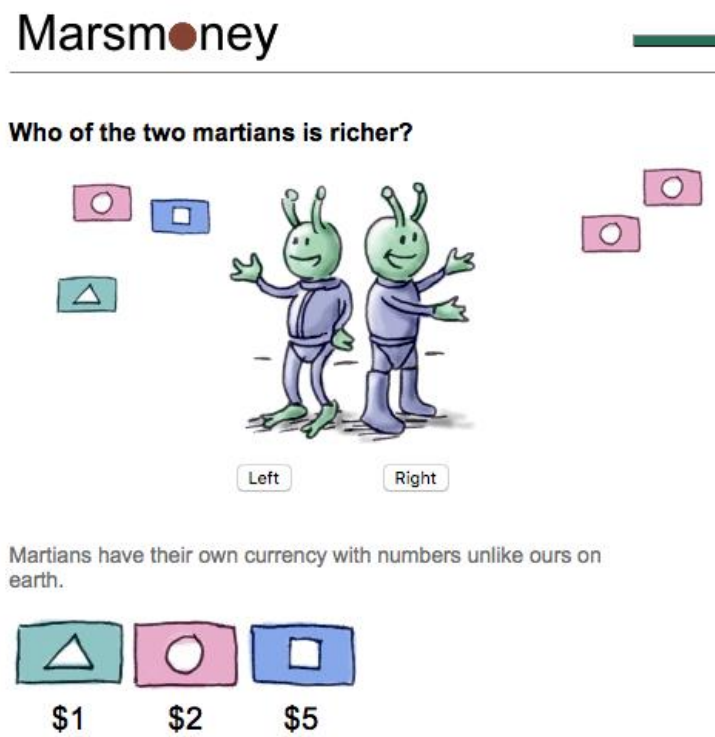 Marsmoney
Who of the two martians is richer?
Left Right
Martians have their own currency with numbers unlike ours on
earth.
$1 $2 $5